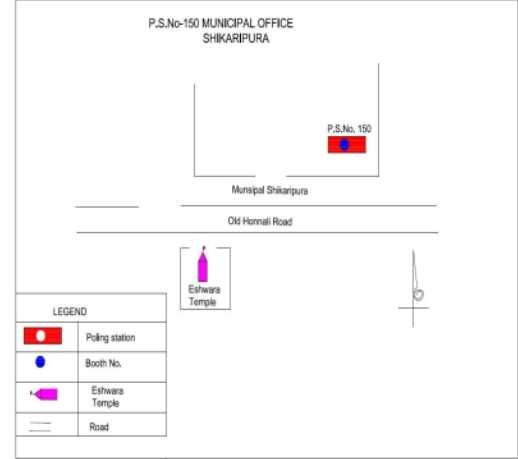 P.S.No-150 MUNICIPAL OFFICE
SHIKARIPURA
P.S.No. 150
Munsipal Shikaripura
Old Honnali Road
Eshwara
Temple
LEGEND
Poling station
Booth No.
Eshwara
Temple
Road